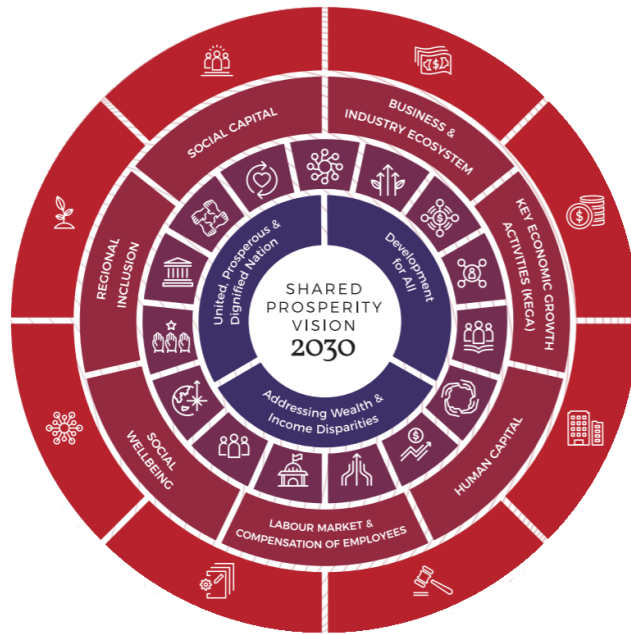 SHARED
PROSPERITY
VISION
2030
United, Prosperous &
Dignified Nation
Development
for All
Addressing Wealth &
Income Disparities
SOCIAL CAPITAL
BUSINESS &
INDUSTRY ECOSYSTEM
KEY ECONOMIC GROWTH
ACTIVITIES (KEGA)
HUMAN CAPITAL
LABOUR MARKET &
COMPENSATION OF EMPLOYEES
SOCIAL
WELLBEING
REGIONAL
INCLUSION